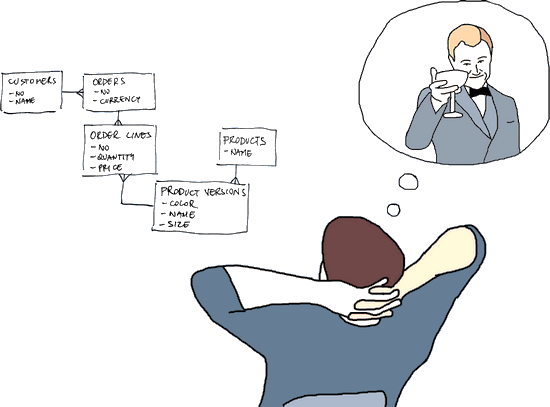 CUSTOMERS
- NO
- NAME
ORDERS
- NO
- CURRENCY
ORDER LINES
- NO
- QUANTITY
- PRICE
PRODUCTS
- NAME
PRODUCT VERSIONS
- COLOR
- NAME
- SIZE